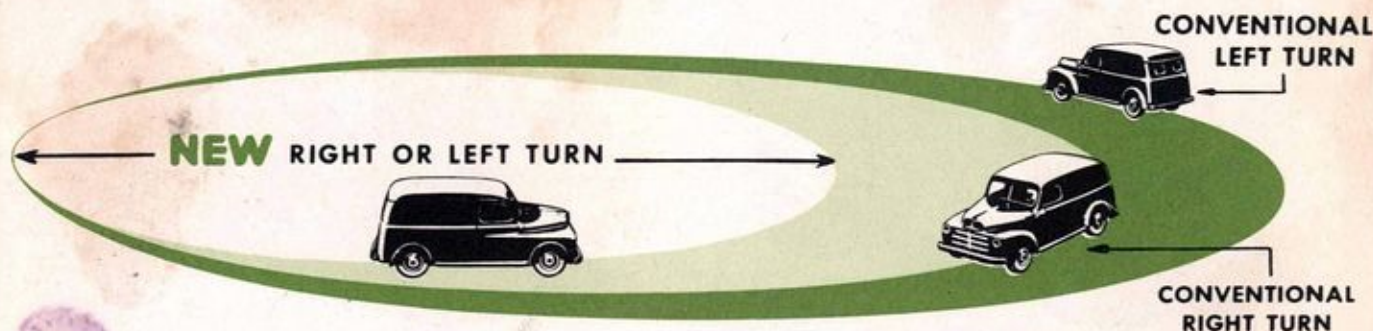 CONVENTIONAL
LEFT TURN
NEW RIGHT OR LEFT TURN
CONVENTIONAL
RIGHT TURN